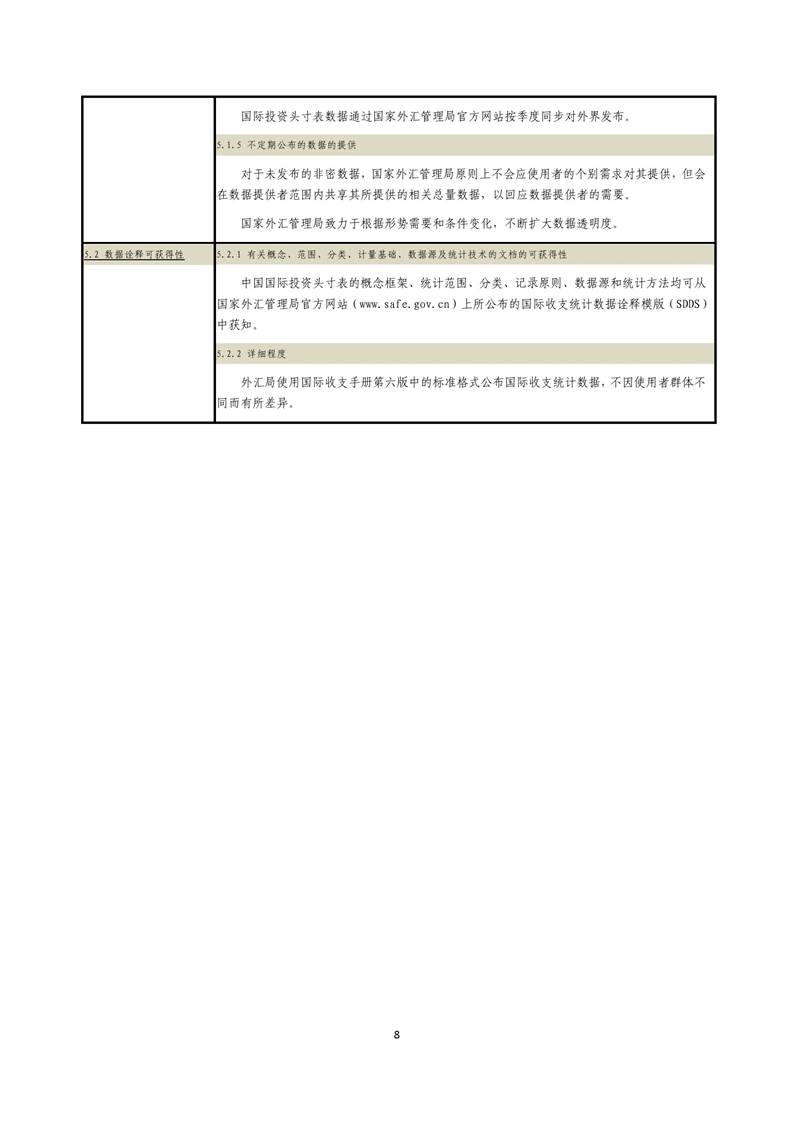 国际投资头寸表数据通过国家外汇管理局官方网站按季度同步对外界发布。
5.1.5 不定期公布的数据的提供
对于未发布的非密数据，国家外汇管理局原则上不会应使用者的个别需求对其提供，但会
在数据提供者范围内共享其所提供的相关总量数据，以回应数据提供者的需要。
国家外汇管理局致力于根据形势需要和条件变化，不断扩大数据透明度。
5.2 数据诠释可获得性
5.2.1 有关概念、范围、分类、计量基础、数据源及统计技术的文档的可获得性
中国国际投资头寸表的概念框架、统计范围、分类、记录原则、数据源和统计方法均可从
国家外汇管理局官方网站（www.safe.gov.cn）上所公布的国际收支统计数据诠释模版（SDDS）
中获知。
5.2.2 详细程度
外汇局使用国际收支手册第六版中的标准格式公布国际收支统计数据，不因使用者群体不
同而有所差异。
8